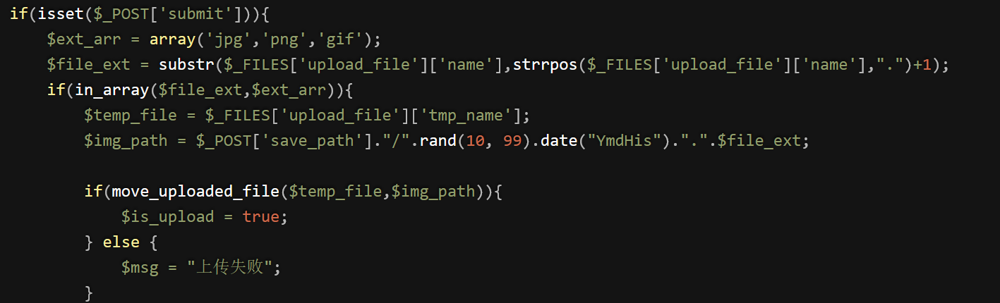 if(isset($_POST['submit'])){
    $ext_arr = array('jpg','png','gif');
    $file_ext = substr($_FILES['upload_file']['name'],strrpos($_FILES['upload_file']['name'],".")+1);
    if(in_array($file_ext,$ext_arr)){
        $temp_file = $_FILES['upload_file']['tmp_name'];
        $img_path = $_POST['save_path']."/".rand(10, 99).date("YmdHis").".".$file_ext;
        if(move_uploaded_file($temp_file,$img_path)){
            $is_upload = true;
        } else {
            $msg = "上传失败";
        }